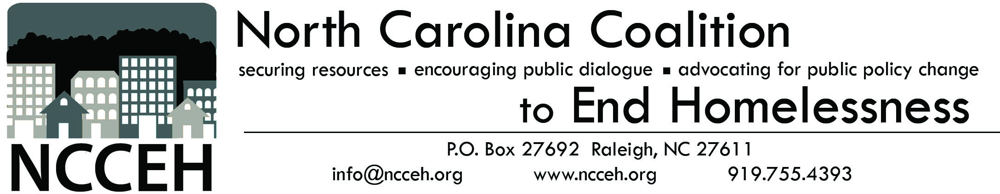 North Carolina Coalition
securing resources ▪ encouraging public dialogue ▪ advocating for public policy change
to End Homelessness
NCCEH
P.O. Box 27692 Raleigh, NC 27611
info@ncceh.org www.ncceh.org 919.755.4393